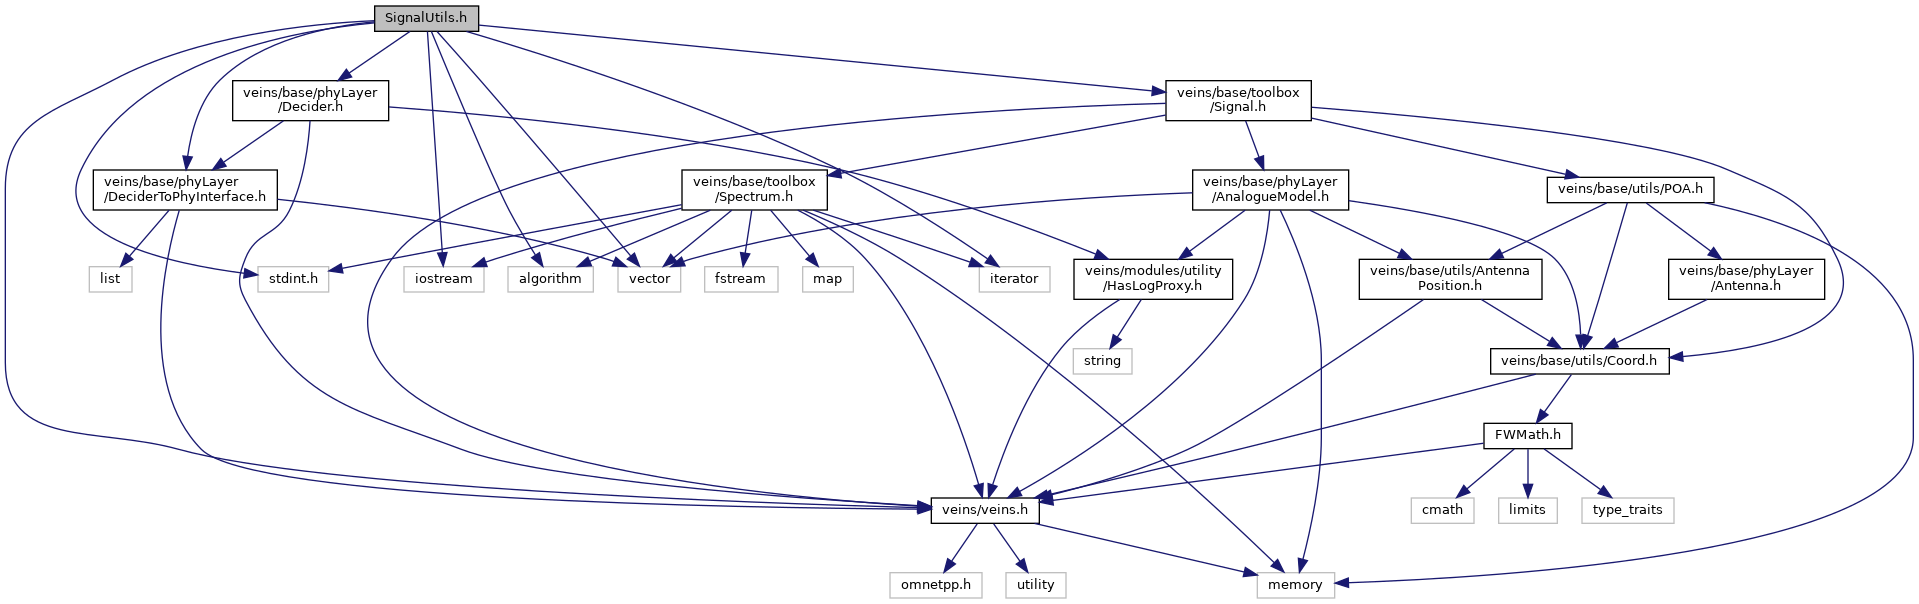 SignalUtils.h
veins/base/phyLayer
/Decider.h
veins/base/toolbox
/Signal.h
veins/base/phyLayer
/DeciderToPhyInterface.h
veins/base/toolbox
/Spectrum.h
veins/base/phyLayer
/AnalogueModel.h
veins/base/utils/POA.h
list
stdint.h
iostream
algorithm
vector
fstream
map
iterator
veins/modules/utility
/HasLogProxy.h
veins/base/utils/Antenna
Position.h
veins/base/phyLayer
/Antenna.h
string
veins/base/utils/Coord.h
FWMath.h
veins/veins.h
cmath
limits
type_traits
omnetpp.h
utility
memory